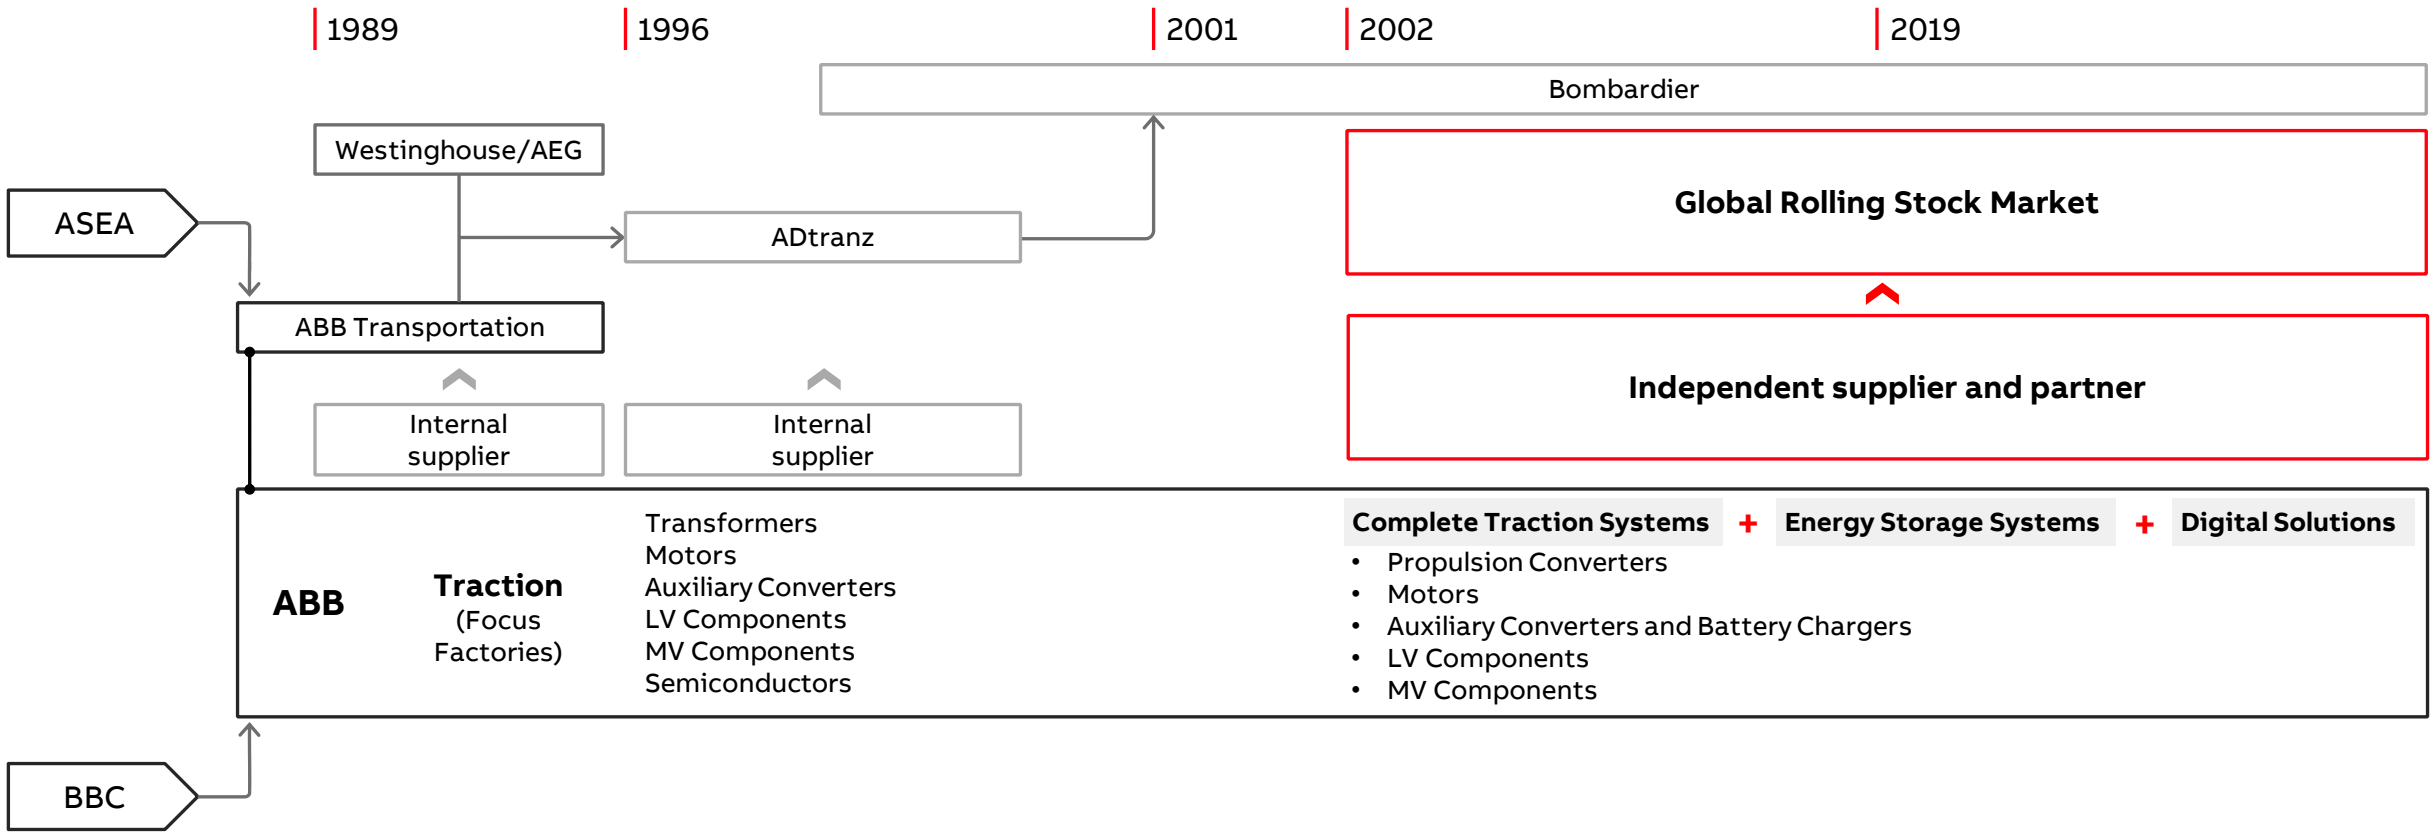 1989
1996
2001
2002
2019
Bombardier
Westinghouse/AEG
Global Rolling Stock Market
ASEA
ADtranz
ABB Transportation
Independent supplier and partner
Internal
supplier
Internal
supplier
ABB
Traction
(Focus
Factories)
Transformers
Motors
Auxiliary Converters
LV Components
MV Components
Semiconductors
Complete Traction Systems + Energy Storage Systems + Digital Solutions
• Propulsion Converters
• Motors
• Auxiliary Converters and Battery Chargers
• LV Components
• MV Components
BBC